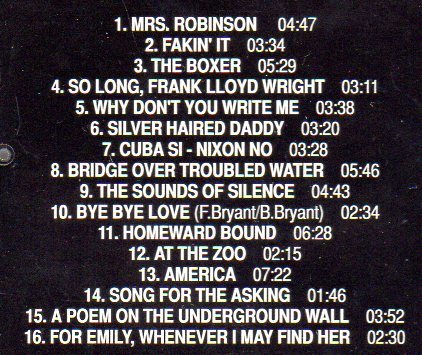 1. MRS. ROBINSON 04:47
2. FAKIN' IT 03:34
3. THE BOXER 05:29
4. SO LONG, FRANK LLOYD WRIGHT 03:11
5. WHY DON'T YOU WRITE ME 03:38
6. SILVER HAIRED DADDY 03:20
7. CUBA SI - NIXON NO 03:28
8. BRIDGE OVER TROUBLED WATER 05:46
9. THE SOUNDS OF SILENCE 04:43
10. BYE BYE LOVE (F.Bryant/B.Bryant) 02:34
11. HOMEWARD BOUND 06:28
12. AT THE ZOO 02:15
13. AMERICA 07:22
14. SONG FOR THE ASKING 01:46
15. A POEM ON THE UNDERGROUND WALL 03:52
16. FOR EMILY, WHENEVER I MAY FIND HER 02:30